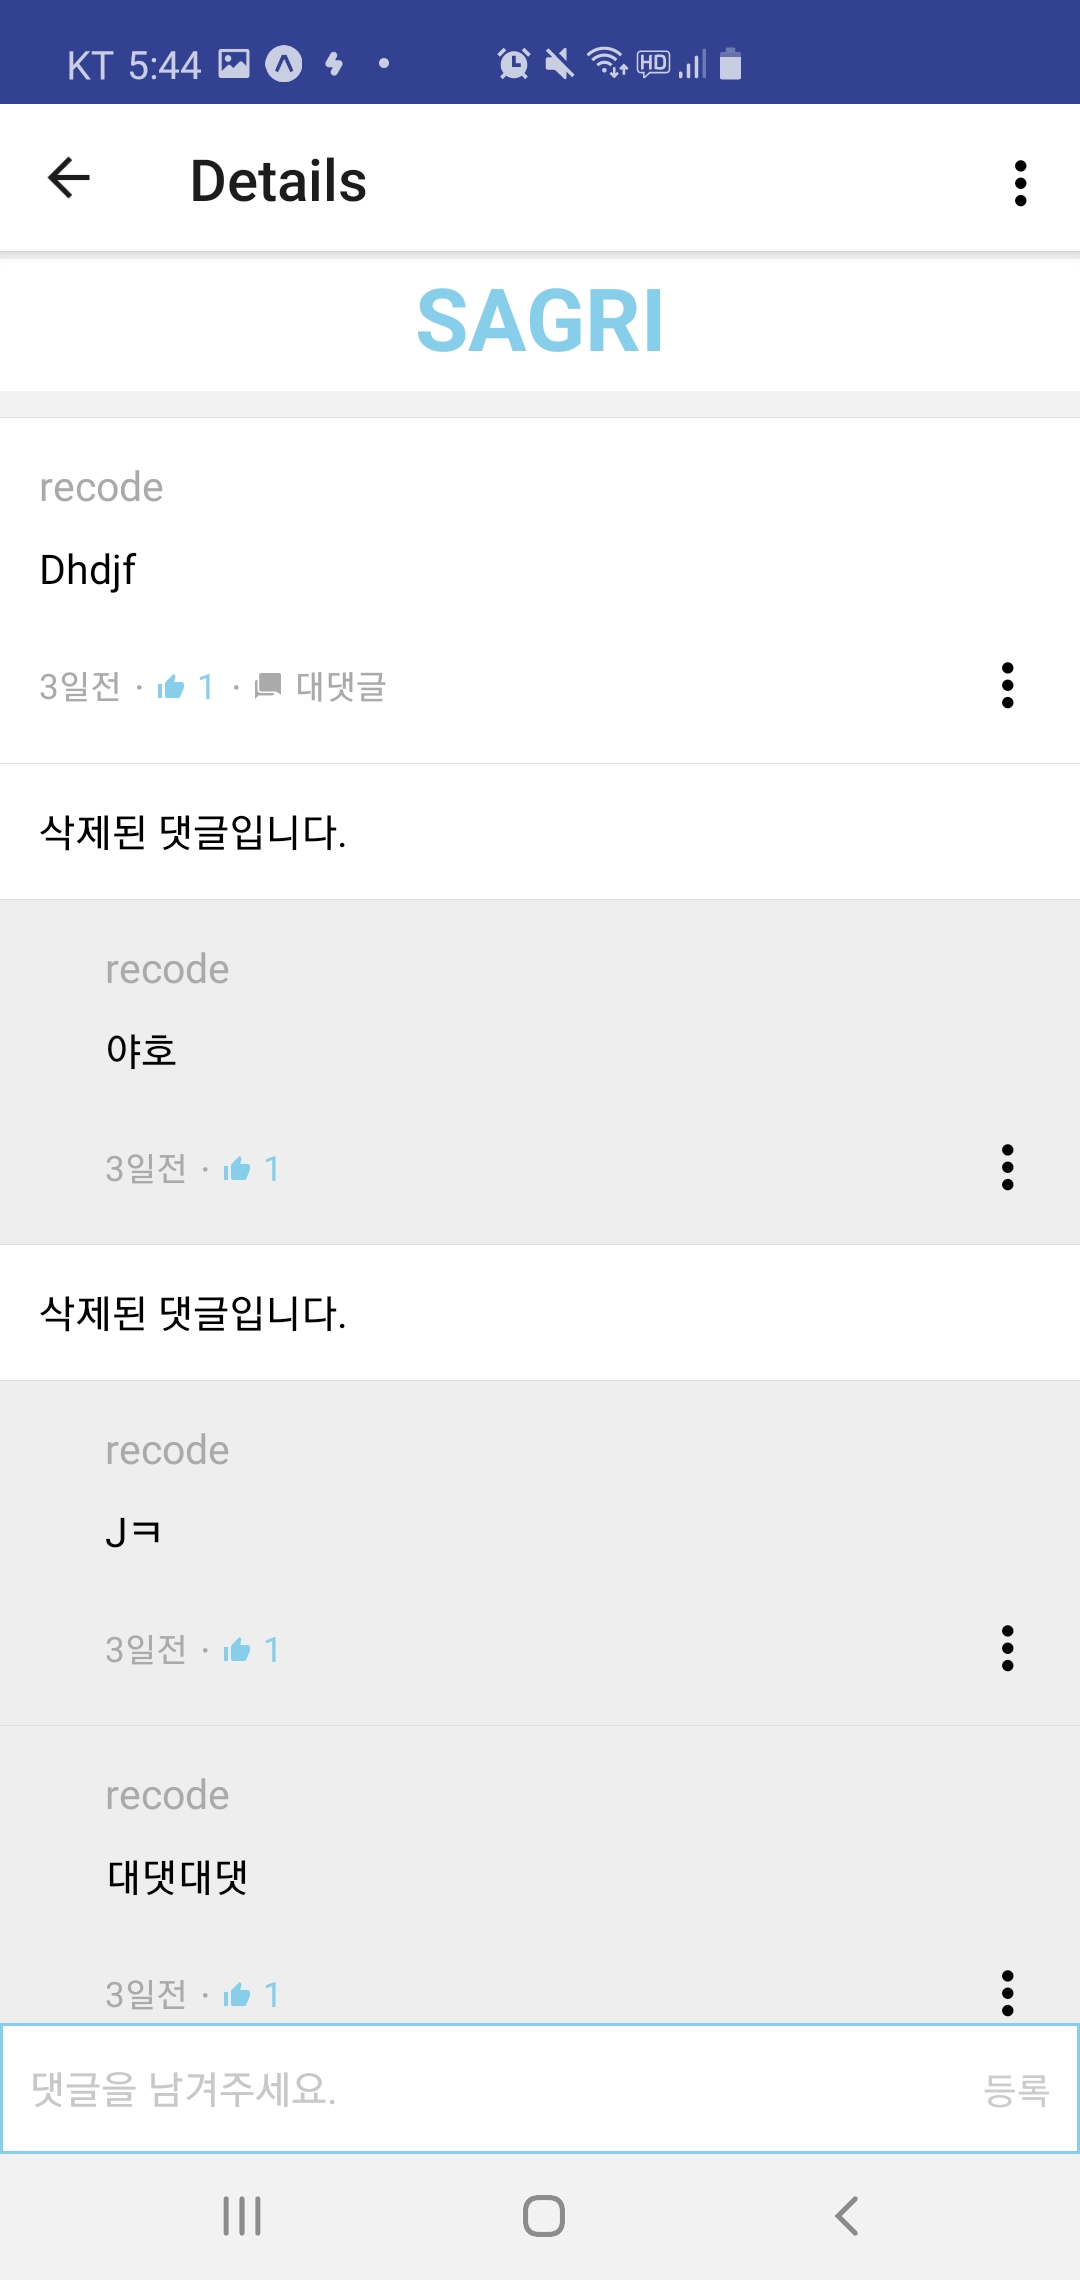 KT 5:44 HD
Details
SAGRI
recode
Dhdjf
3일전 · 1 · 대댓글
삭제된 댓글입니다.
recode
야호
3일전 · 1
삭제된 댓글입니다.
recode
Jㅋ
3일전 · 1
recode
대댓대댓
3일전 · 1
댓글을 남겨주세요. 등록